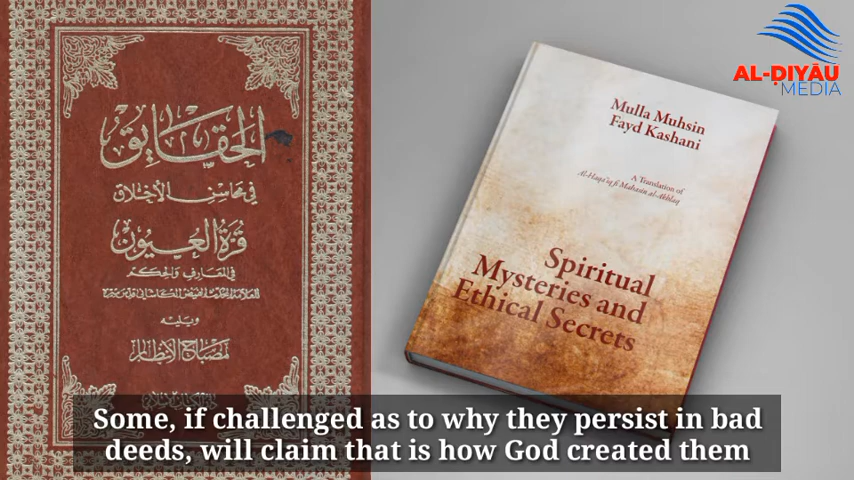 الحقايق
في محاسن الأخلاق
قرة العيون
في المعارف والحكم
ويليه
مصباح الأنظار
Mulla Muhsin
Fayd Kashani
A Translation of
Al-Haqa'iq fi Mahasin al-Akhlaq
Spiritual
Mysteries and
Ethical Secrets
AL-ḌIYĀU
MEDIA
Some, if challenged as to why they persist in bad
deeds, will claim that is how God created them